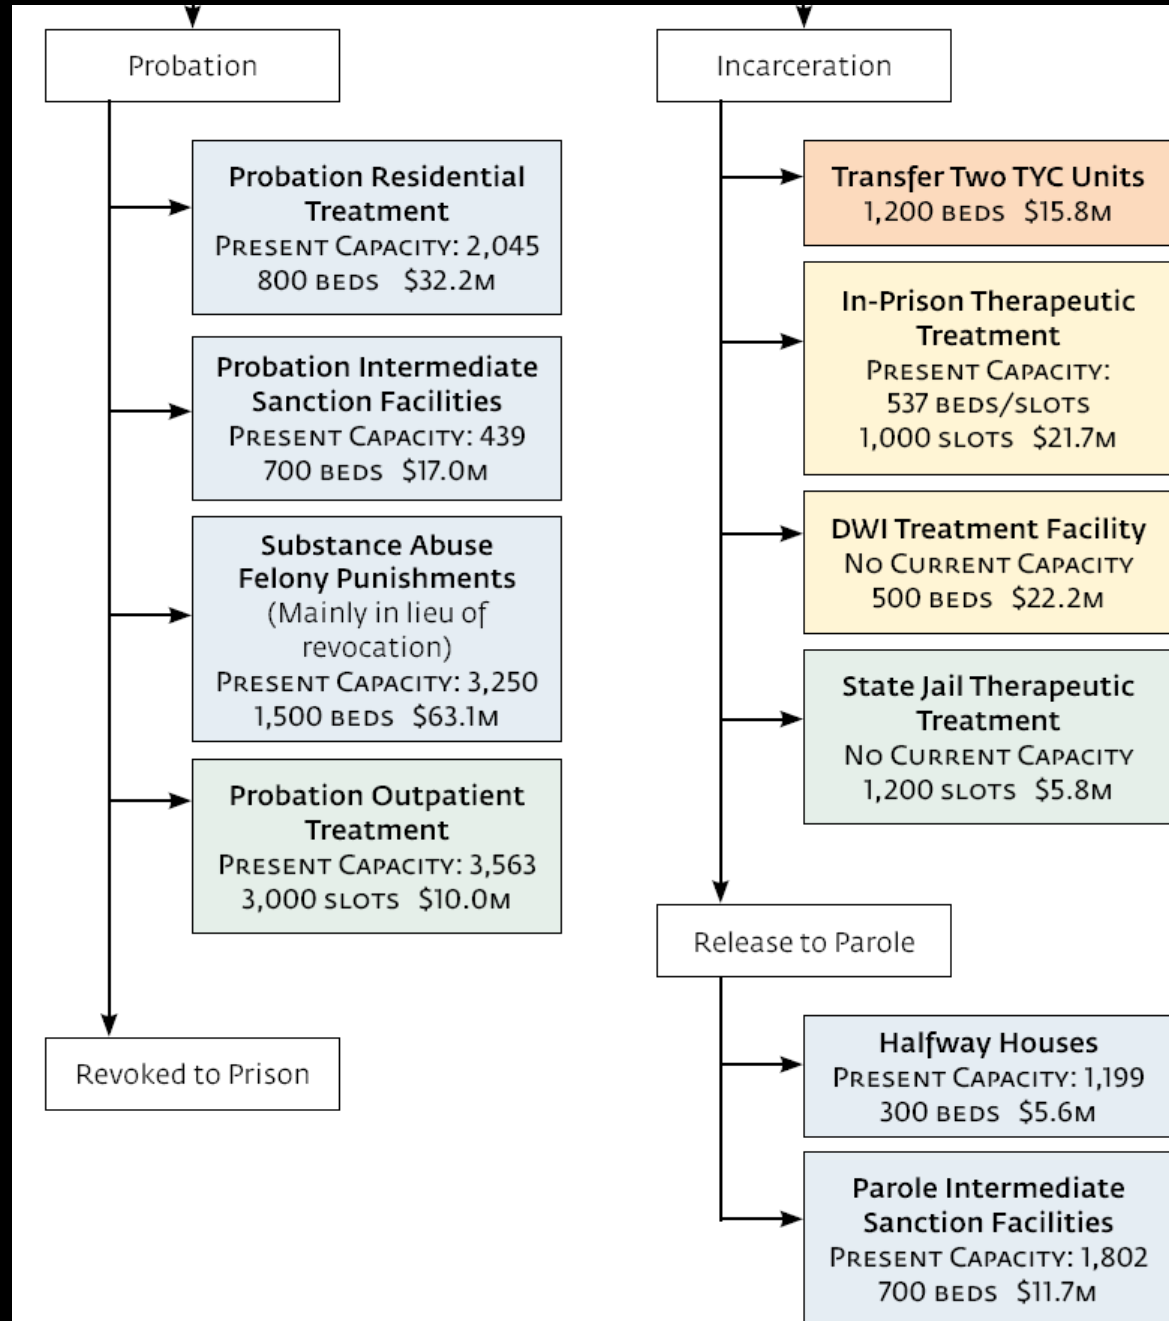 Probation
Probation Residential
Treatment
Present Capacity: 2,045
800 beds $32.2m
Probation Intermediate
Sanction Facilities
Present Capacity: 439
700 beds $17.0m
Substance Abuse
Felony Punishments
(Mainly in lieu of
revocation)
Present Capacity: 3,250
1,500 beds $63.1m
Probation Outpatient
Treatment
Present Capacity: 3,563
3,000 slots $10.0m
Revoked to Prison
Incarceration
Transfer Two TYC Units
1,200 beds $15.8m
In-Prison Therapeutic
Treatment
Present Capacity:
537 beds/slots
1,000 slots $21.7m
DWI Treatment Facility
No Current Capacity
500 beds $22.2m
State Jail Therapeutic
Treatment
No Current Capacity
1,200 slots $5.8m
Release to Parole
Halfway Houses
Present Capacity: 1,199
300 beds $5.6m
Parole Intermediate
Sanction Facilities
Present Capacity: 1,802
700 beds $11.7m